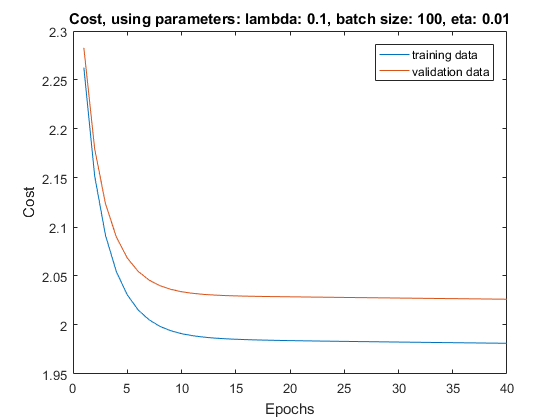 Cost, using parameters: lambda: 0.1, batch size: 100, eta: 0.01
training data
validation data
2.3
2.25
2.2
2.15
2.1
2.05
2
1.95
Cost
0 5 10 15 20 25 30 35 40
Epochs